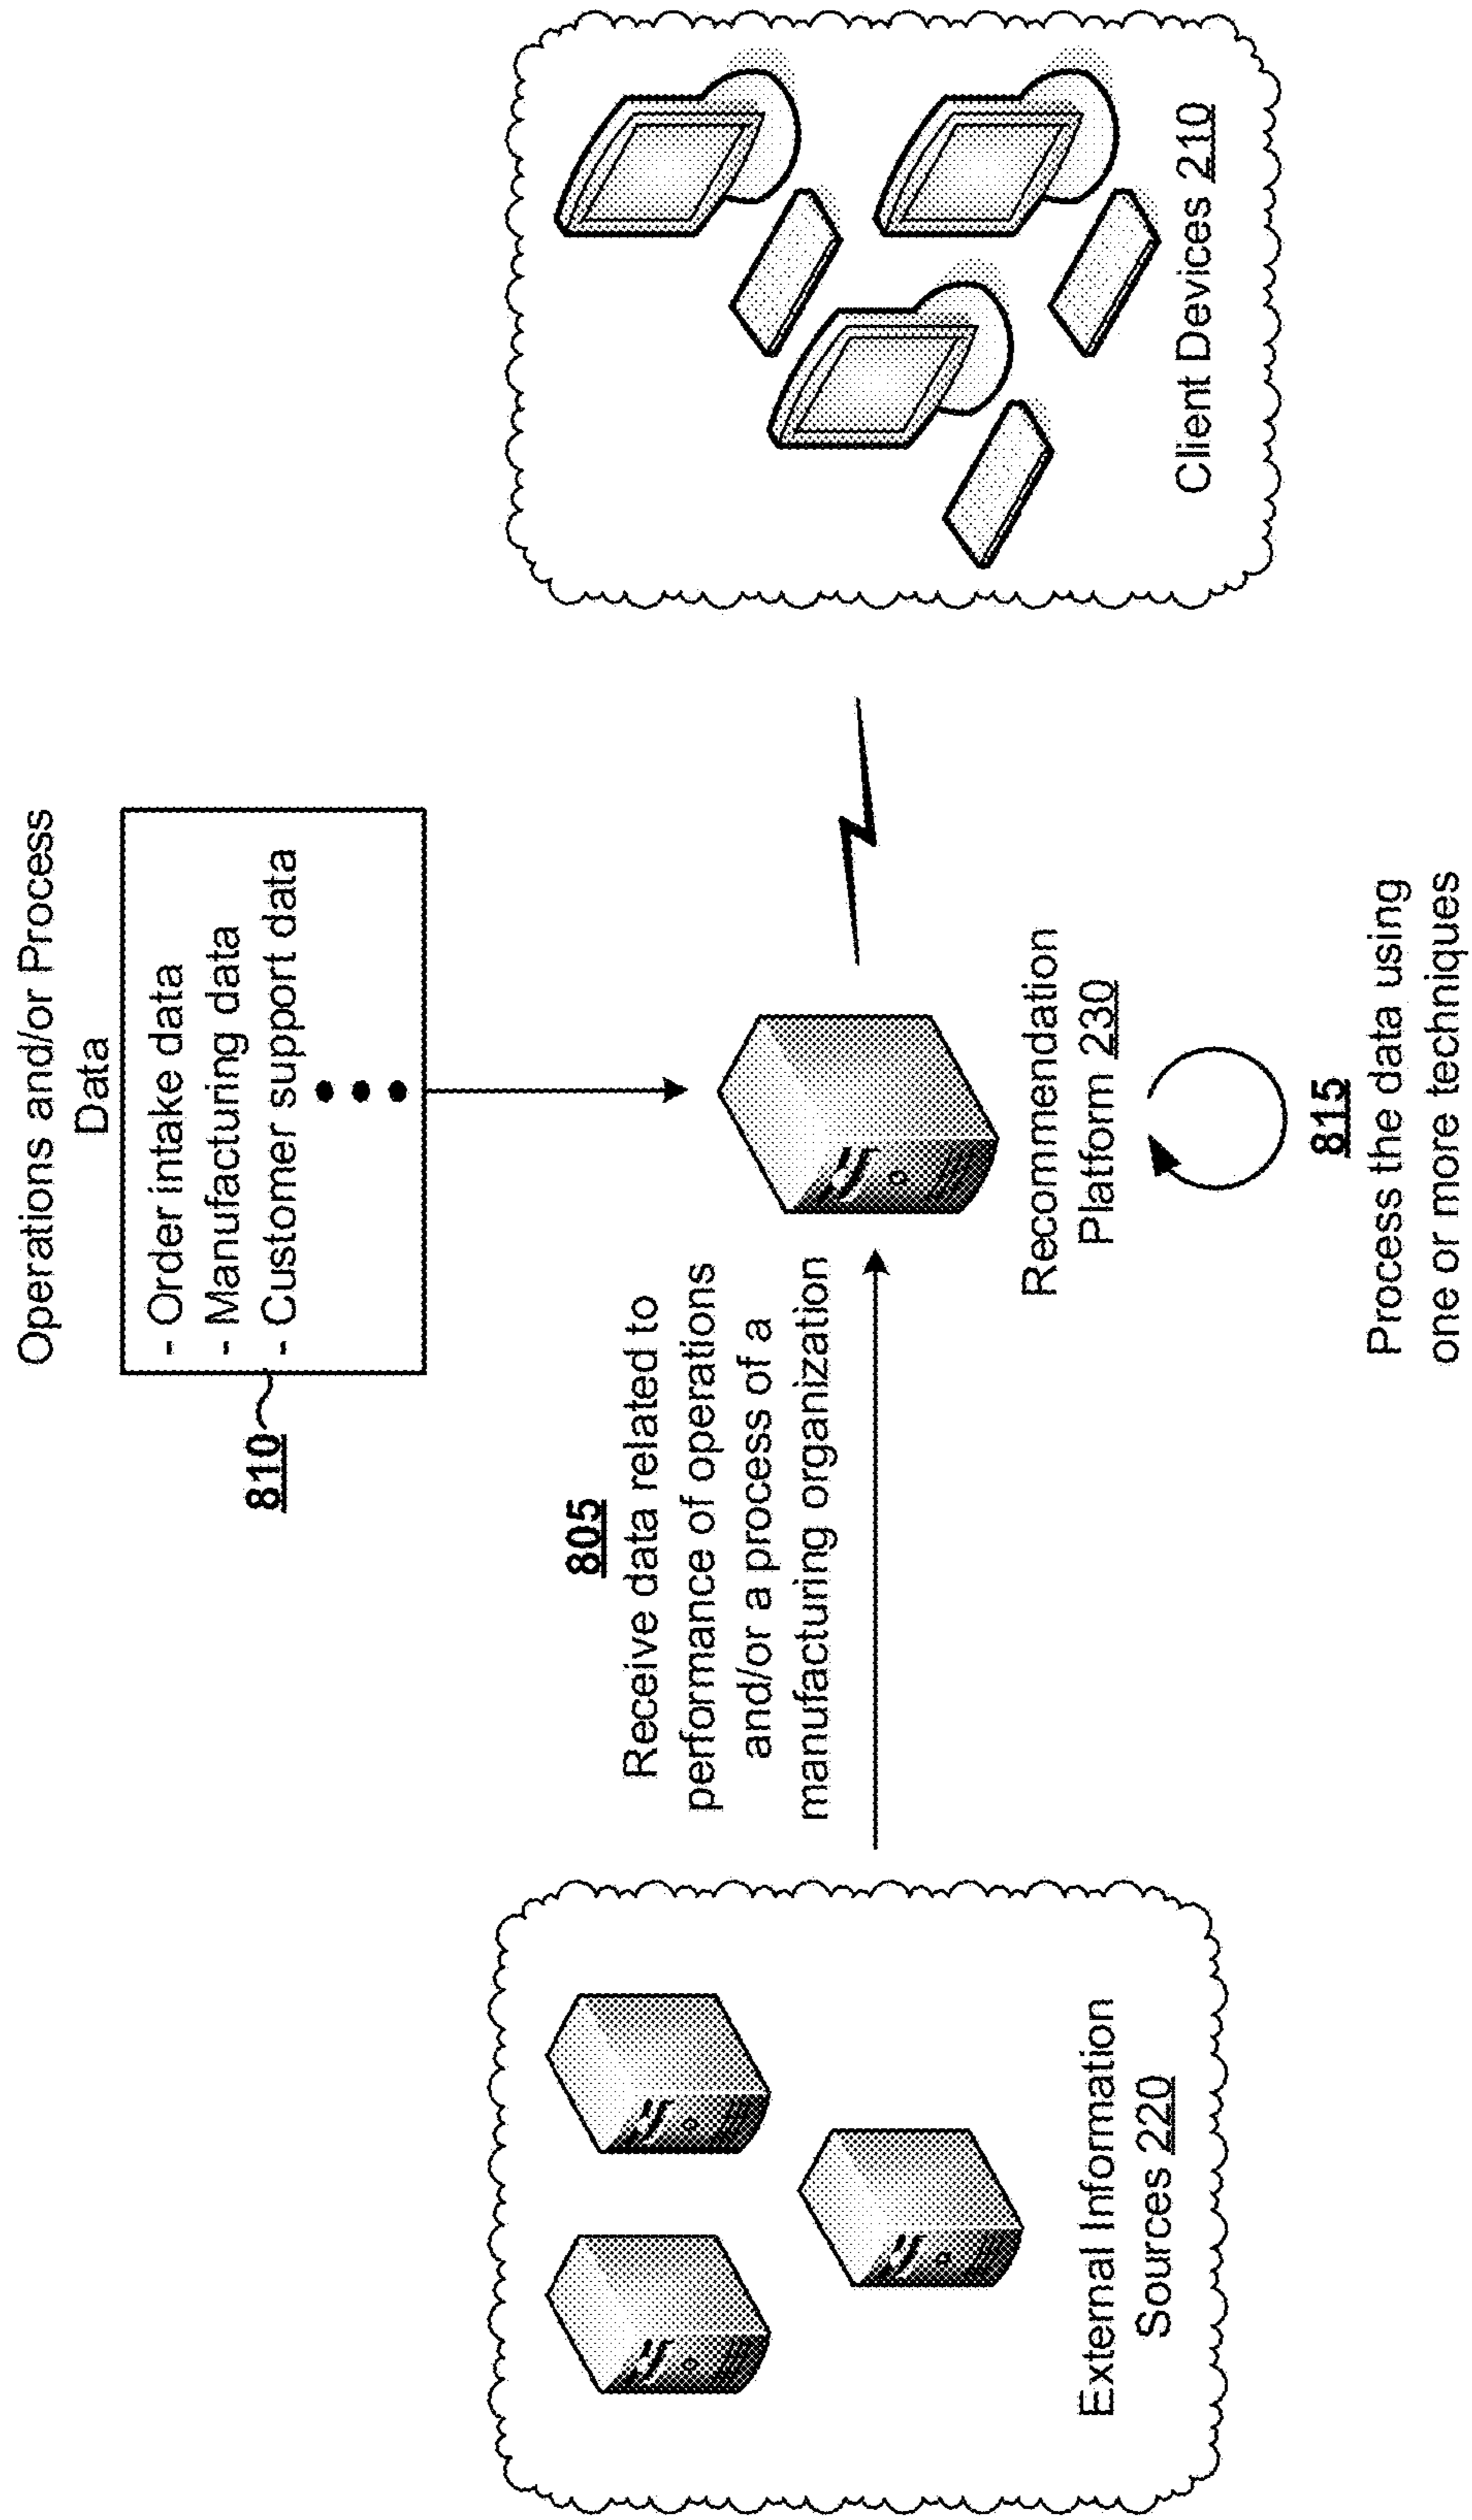 Operations and/or Process
Data
- Order intake data
- Manufacturing data
- Customer support data
810
805
Receive data related to
performance of operations
and/or a process of a
manufacturing organization
External Information
Sources 220
Recommendation
Platform 230
815
Process the data using
one or more techniques
Client Devices 210